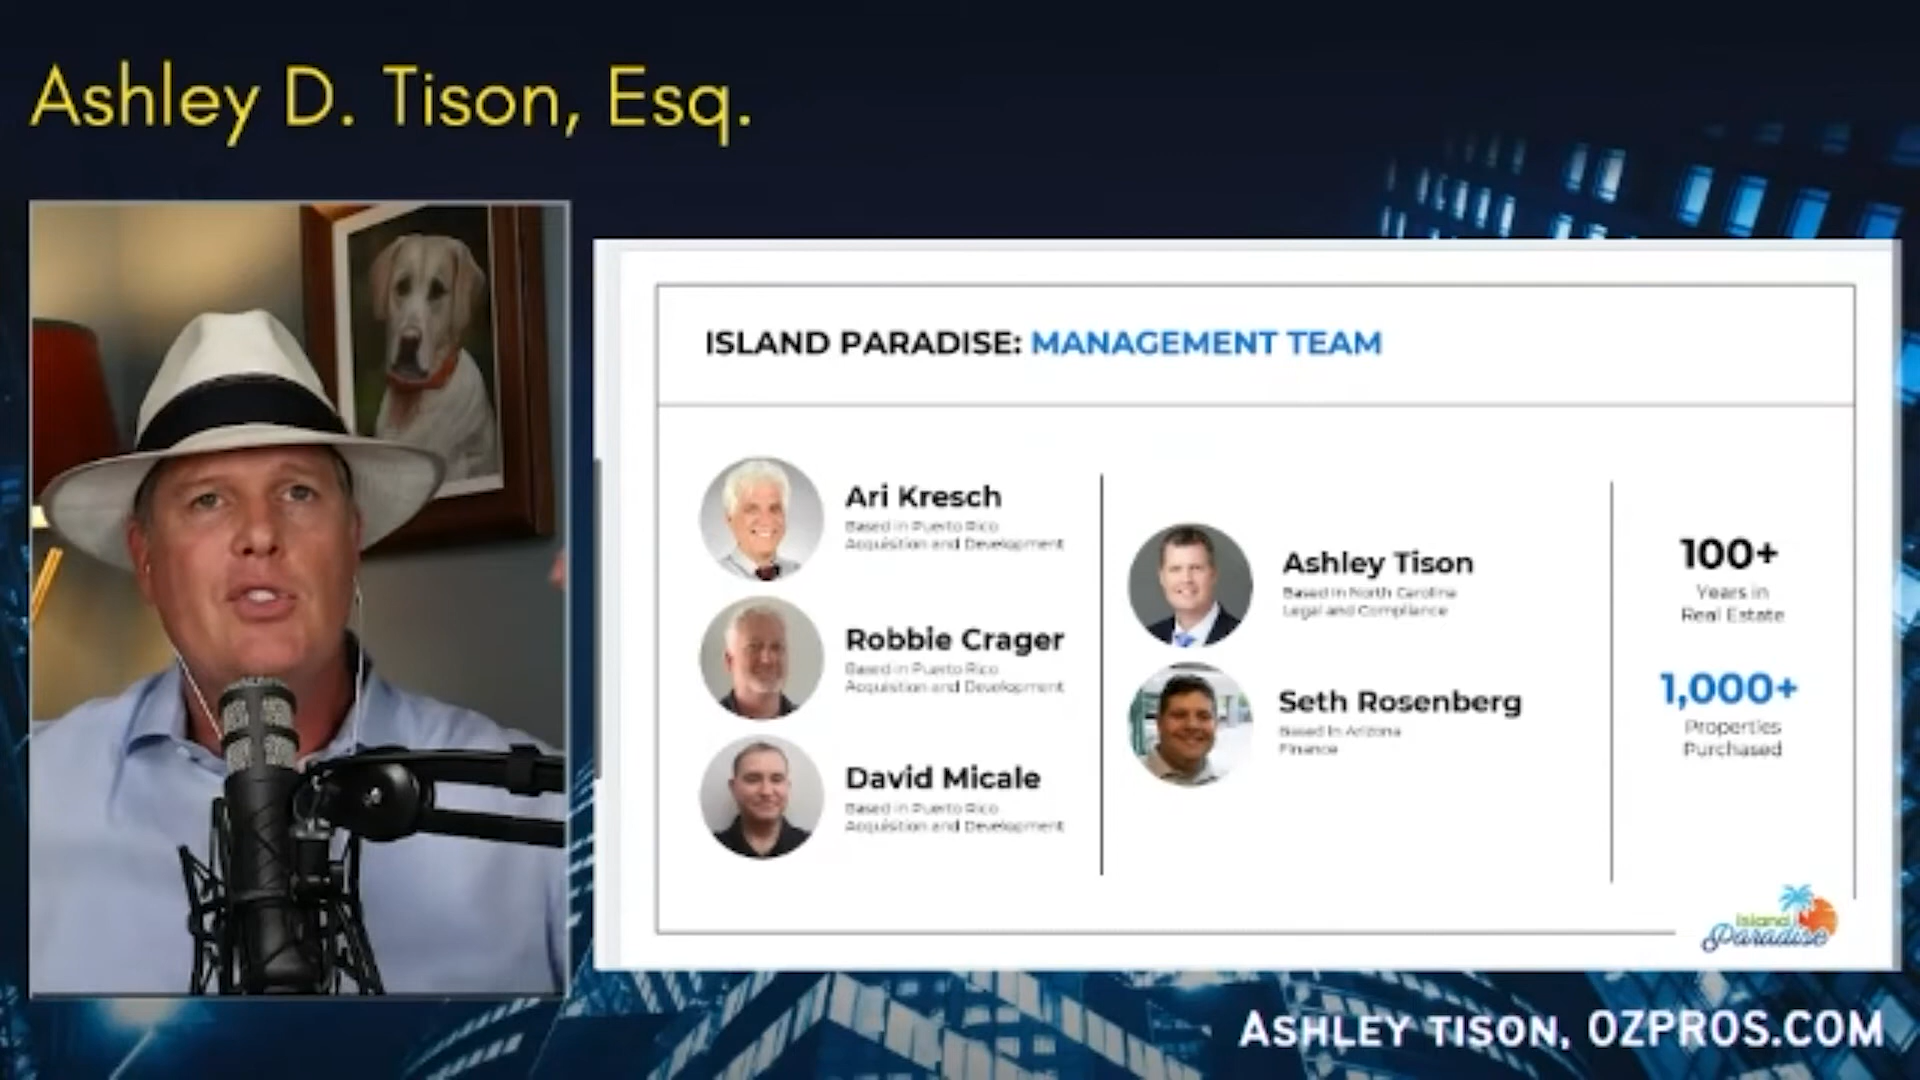 Ashley D. Tison, Esq.
ISLAND PARADISE: MANAGEMENT TEAM
Ari Kresch
Based in Puerto Rico
Acquisition and Development
Robbie Crager
Based in Puerto Rico
Acquisition and Development
David Micale
Based in Puerto Rico
Acquisition and Development
Ashley Tison
Based in North Carolina
Legal and Compliance
Seth Rosenberg
Based in Arizona
Finance
100+
Years in
Real Estate
1,000+
Properties
Purchased
Island
Paradise
ASHLEY TISON, OZPROS.COM